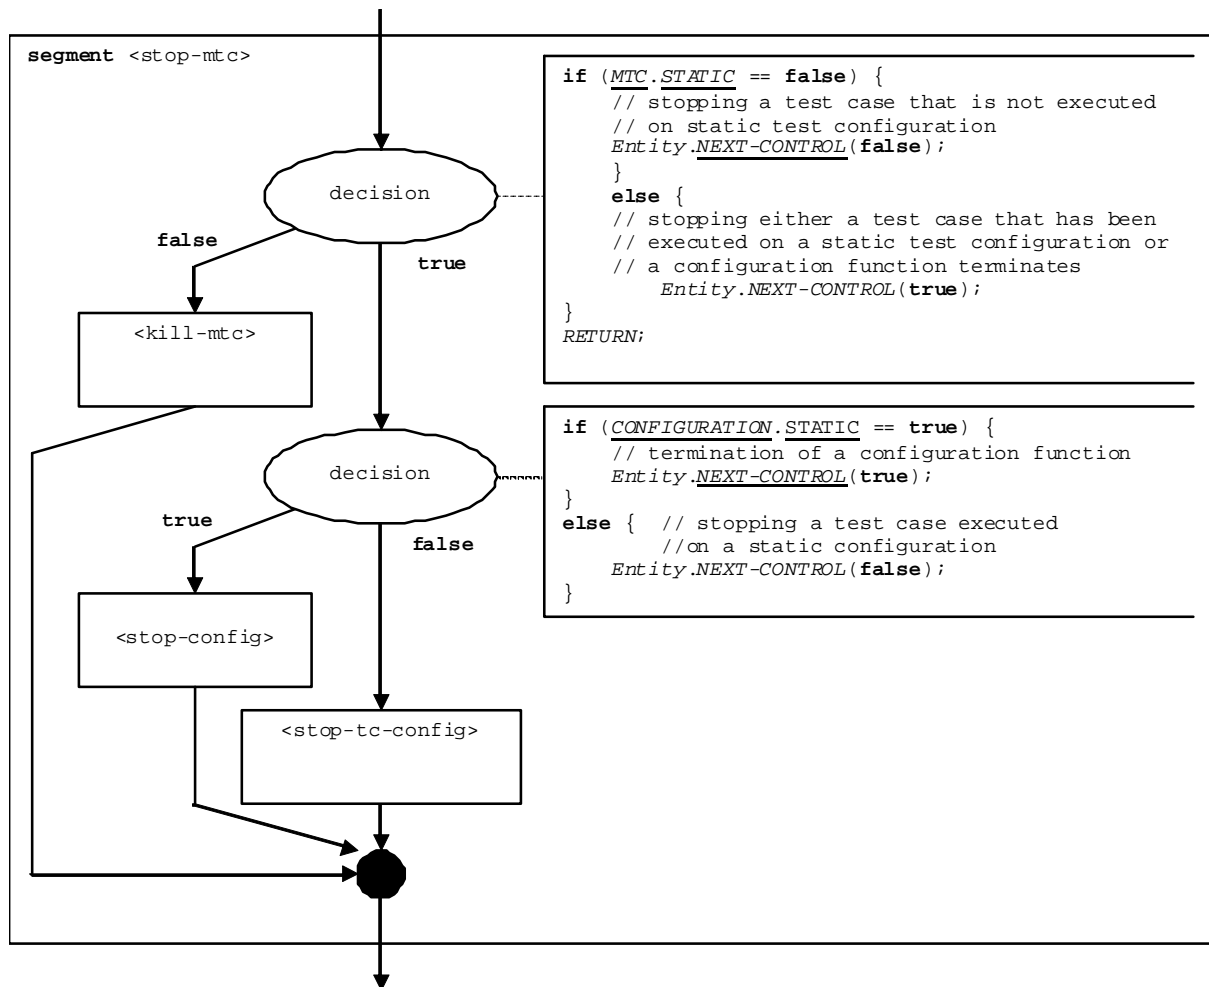 segment <stop-mtc>
if (MTC.STATIC == false) {
// stopping a test case that is not executed
// on static test configuration
Entity.NEXT-CONTROL(false);
}
else {
// stopping either a test case that has been
// executed on a static test configuration or
// a configuration function terminates
Entity.NEXT-CONTROL(true);
}
RETURN;
decision
false
true
<kill-mtc>
if (CONFIGURATION.STATIC == true) {
// termination of a configuration function
Entity.NEXT-CONTROL(true);
}
else { // stopping a test case executed
//on a static configuration
Entity.NEXT-CONTROL(false);
}
decision
true
false
<stop-config>
<stop-tc-config>